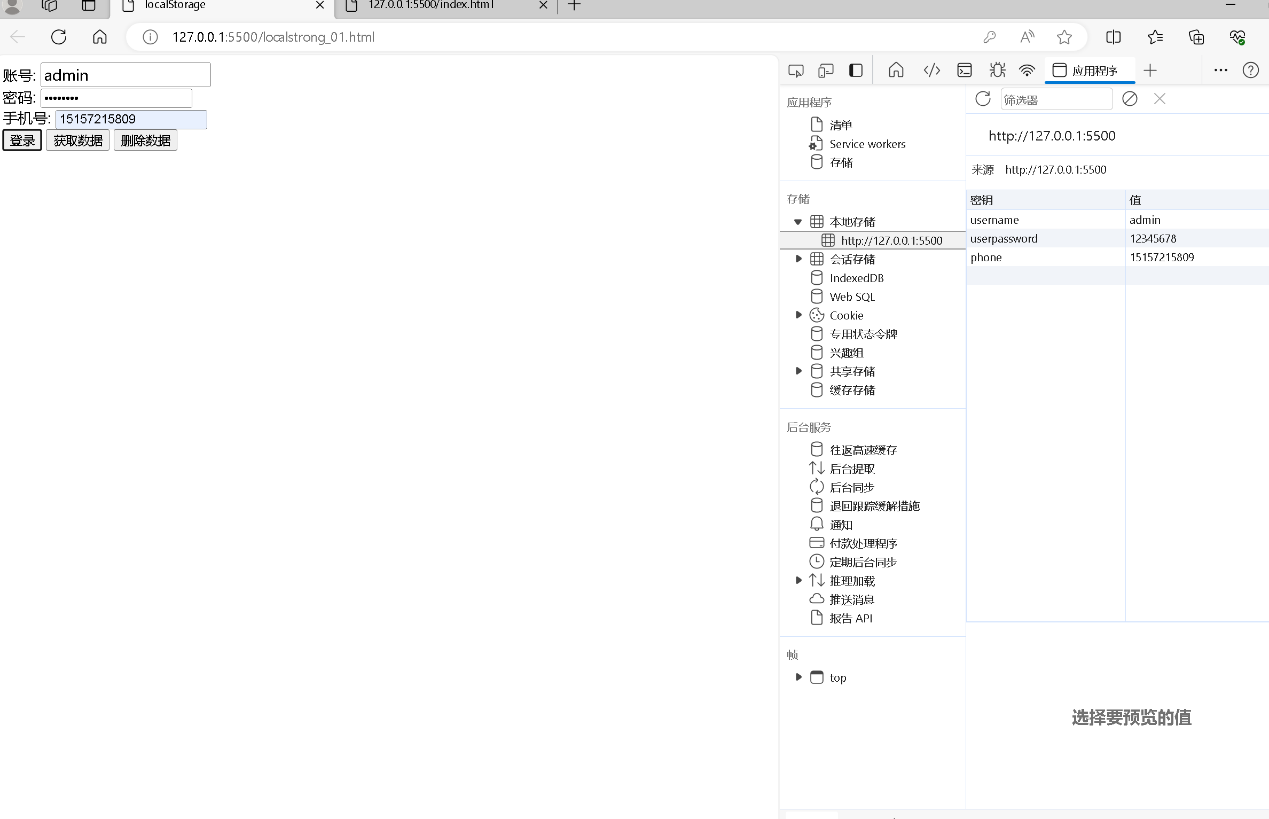 localStorage
127.0.0.1:5500/index.html
127.0.0.1:5500/localstrong_01.html
账号: admin
密码: ••••••••
手机号: 15157215809
登录 获取数据 删除数据
应用程序
应用程序
清单
Service workers
存储
存储
本地存储
http://127.0.0.1:5500
会话存储
IndexedDB
Web SQL
Cookie
专用状态令牌
兴趣组
共享存储
缓存存储
后台服务
往返高速缓存
后台提取
后台同步
退回跟踪缓解措施
通知
付款处理程序
定期后台同步
推理加载
推送消息
报告 API
帧
top
筛选器
http://127.0.0.1:5500
来源 http://127.0.0.1:5500
密钥 值
username admin
userpassword 12345678
phone 15157215809
选择要预览的值